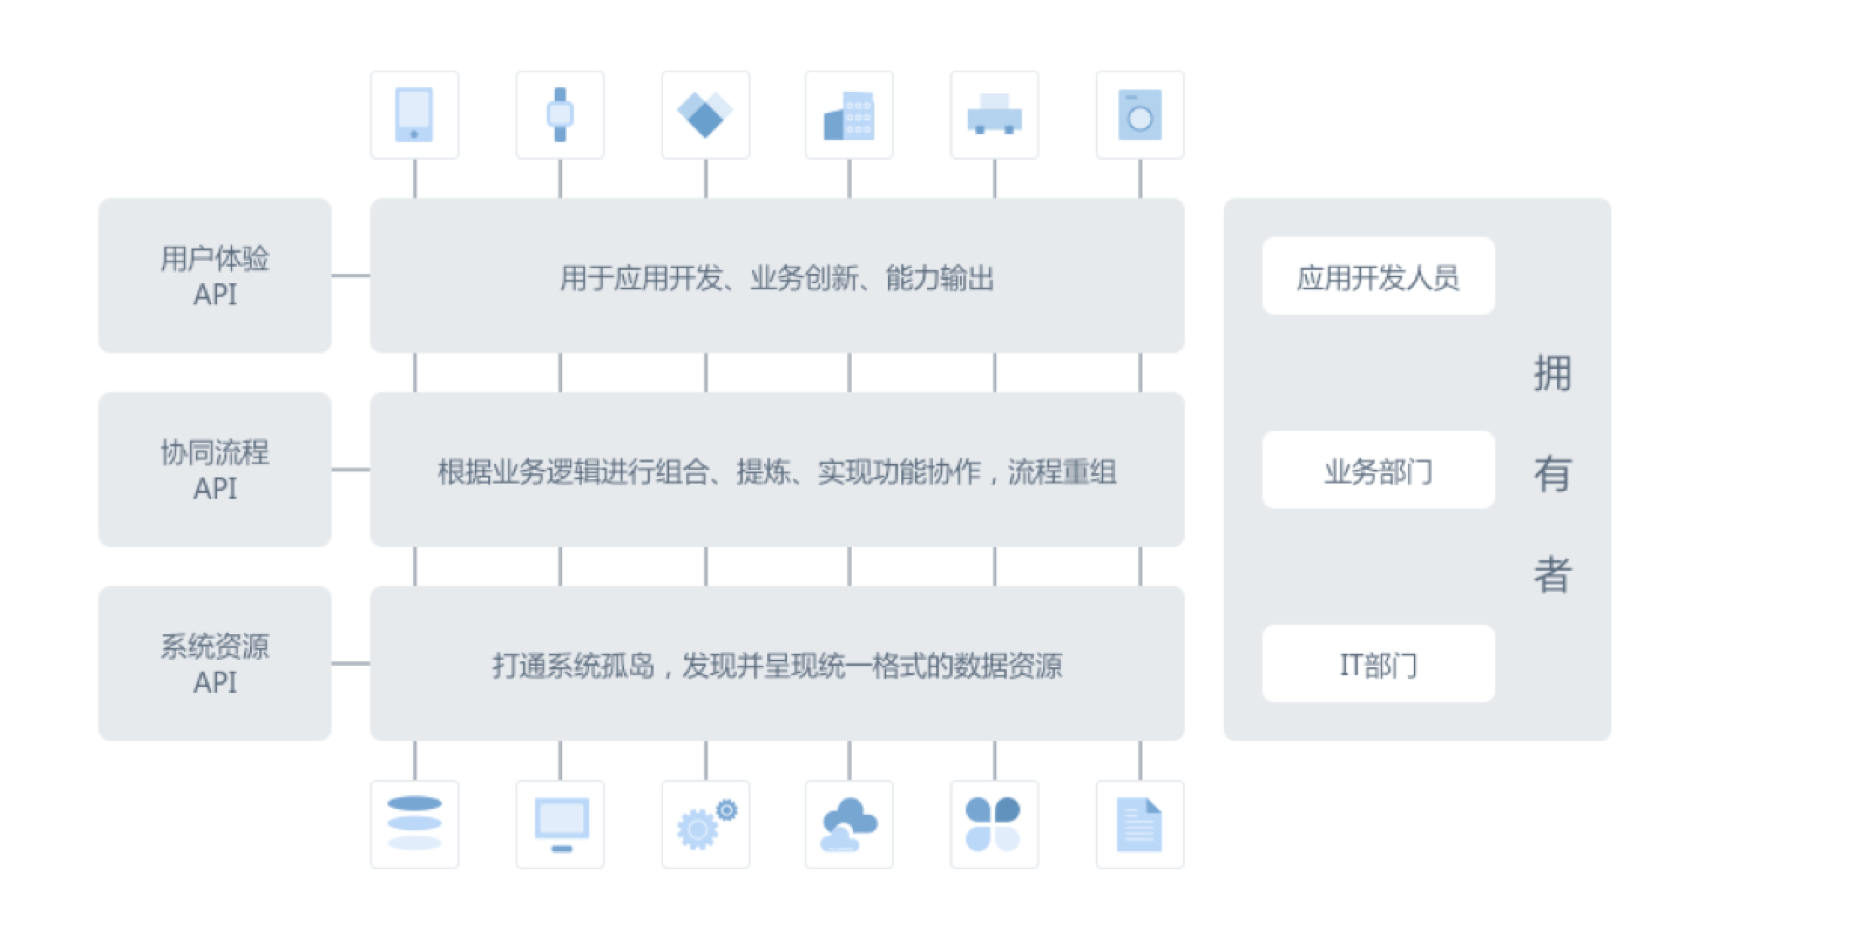 用户体验
API
用于应用开发、业务创新、能力输出
应用开发人员
协同流程
API
根据业务逻辑进行组合、提炼、实现功能协作，流程重组
业务部门
系统资源
API
打通系统孤岛，发现并呈现统一格式的数据资源
IT部门
拥
有
者